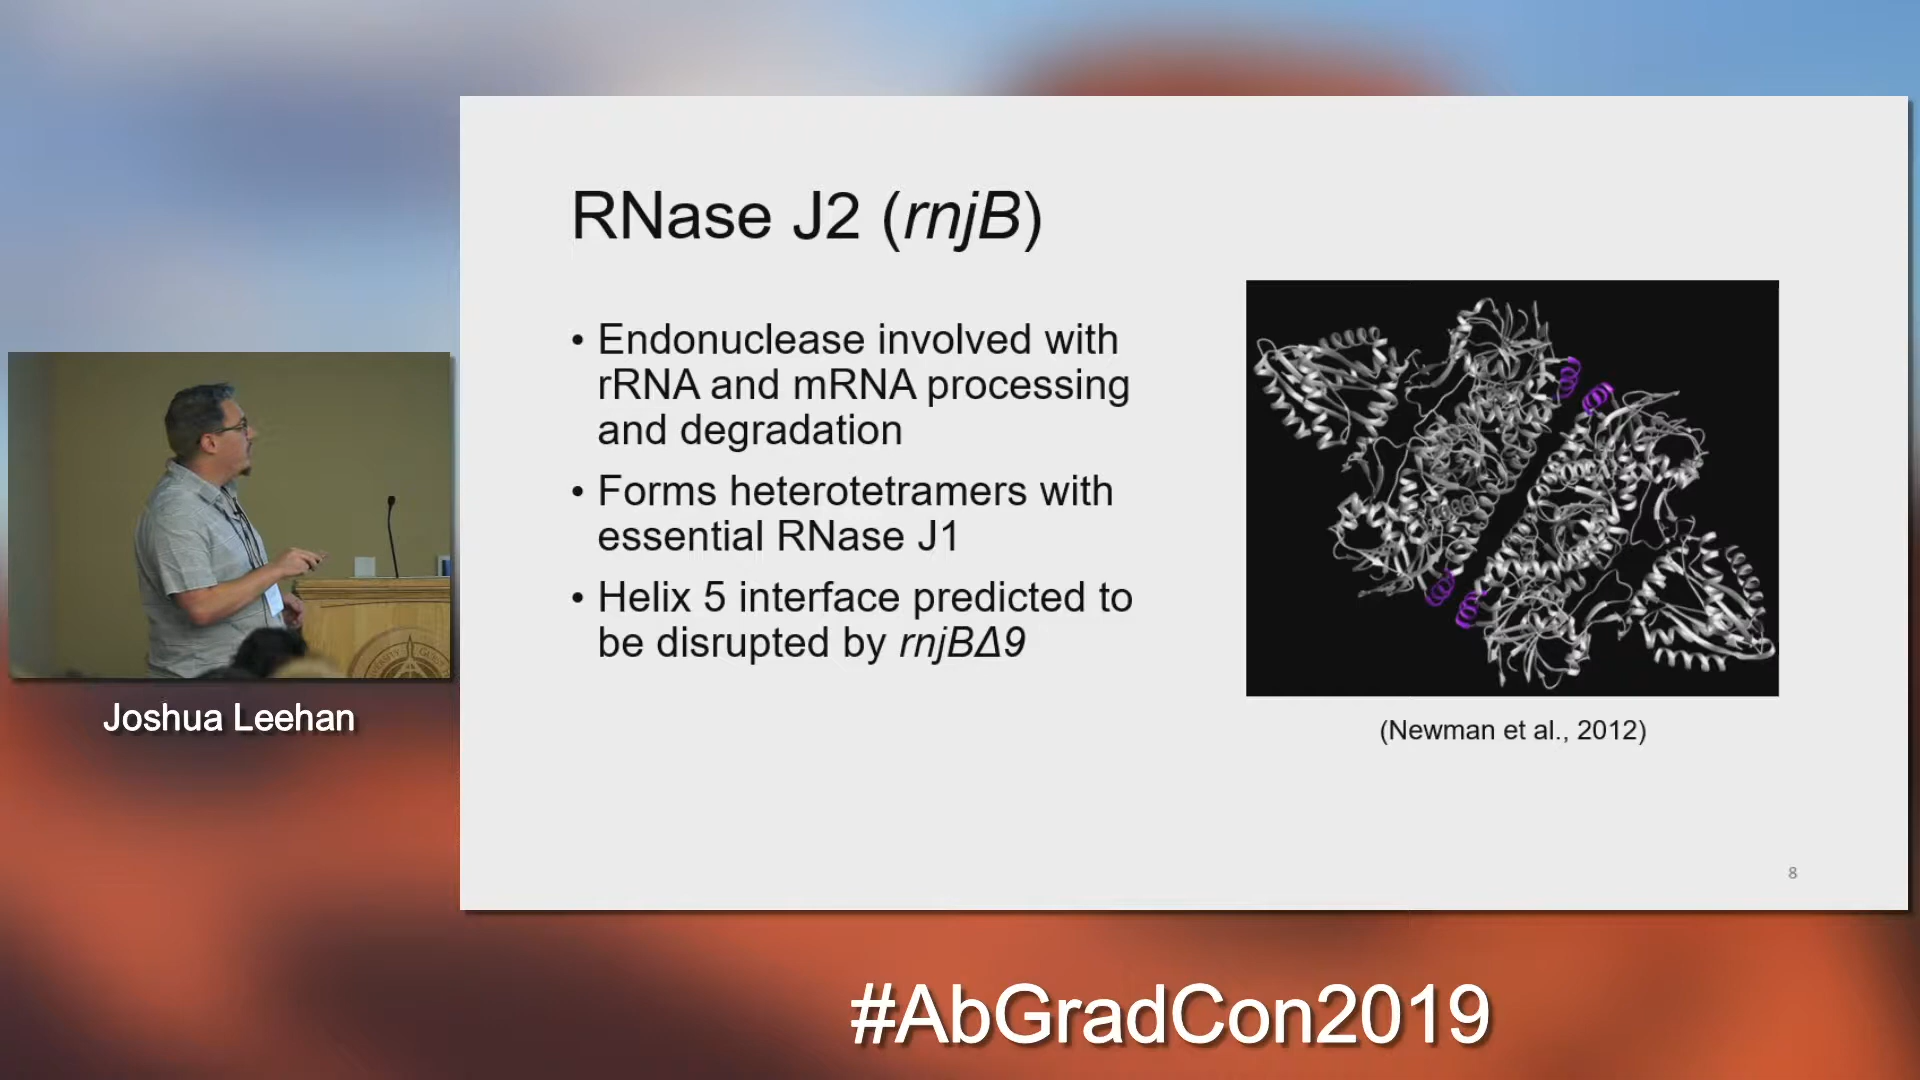 RNase J2 (rnjB)
• Endonuclease involved with
rRNA and mRNA processing
and degradation
• Forms heterotetramers with
essential RNase J1
• Helix 5 interface predicted to
be disrupted by rnjBΔ9
(Newman et al., 2012)
8
Joshua Leehan
#AbGradCon2019